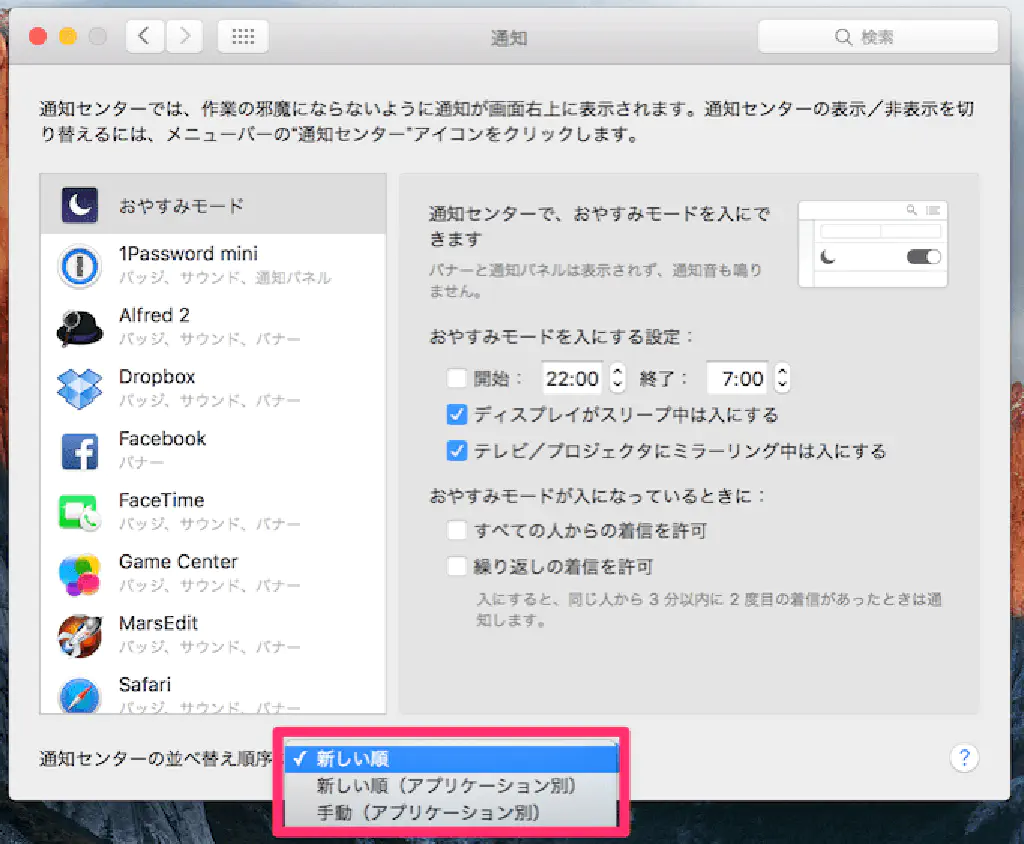 通知
検索
通知センターでは、作業の邪魔にならないように通知が画面右上に表示されます。通知センターの表示／非表示を切
り替えるには、メニューバーの“通知センター”アイコンをクリックします。
おやすみモード
1Password mini
バッジ、サウンド、通知パネル
Alfred 2
バッジ、サウンド、バナー
Dropbox
バッジ、サウンド、バナー
Facebook
バナー
FaceTime
バッジ、サウンド、バナー
Game Center
バッジ、サウンド、バナー
MarsEdit
バッジ、サウンド、バナー
Safari
バッジ、サウンド、バナー
通知センターで、おやすみモードを入にで
きます
バナーと通知パネルは表示されず、通知音も鳴り
ません。
おやすみモードを入にする設定：
開始： 22:00 終了： 7:00
ディスプレイがスリープ中は入にする
テレビ／プロジェクタにミラーリング中は入にする
おやすみモードが入になっているときに：
すべての人からの着信を許可
繰り返しの着信を許可
入にすると、同じ人から 3 分以内に 2 度目の着信があったときは通
知します。
通知センターの並べ替え順序
✓ 新しい順
新しい順（アプリケーション別）
手動（アプリケーション別）
?